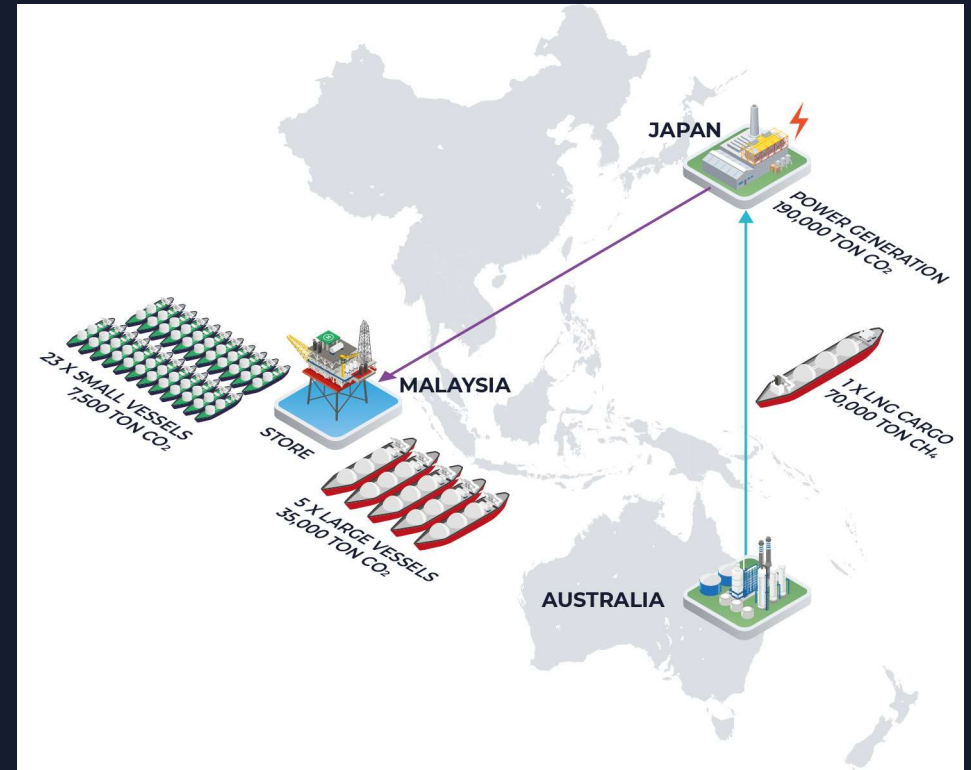 JAPAN
POWER GENERATION
190,000 TON CO₂
MALAYSIA
23 X SMALL VESSELS
7,500 TON CO₂
STORE
1 X LNG CARGO
70,000 TON CH₄
5 X LARGE VESSELS
35,000 TON CO₂
AUSTRALIA